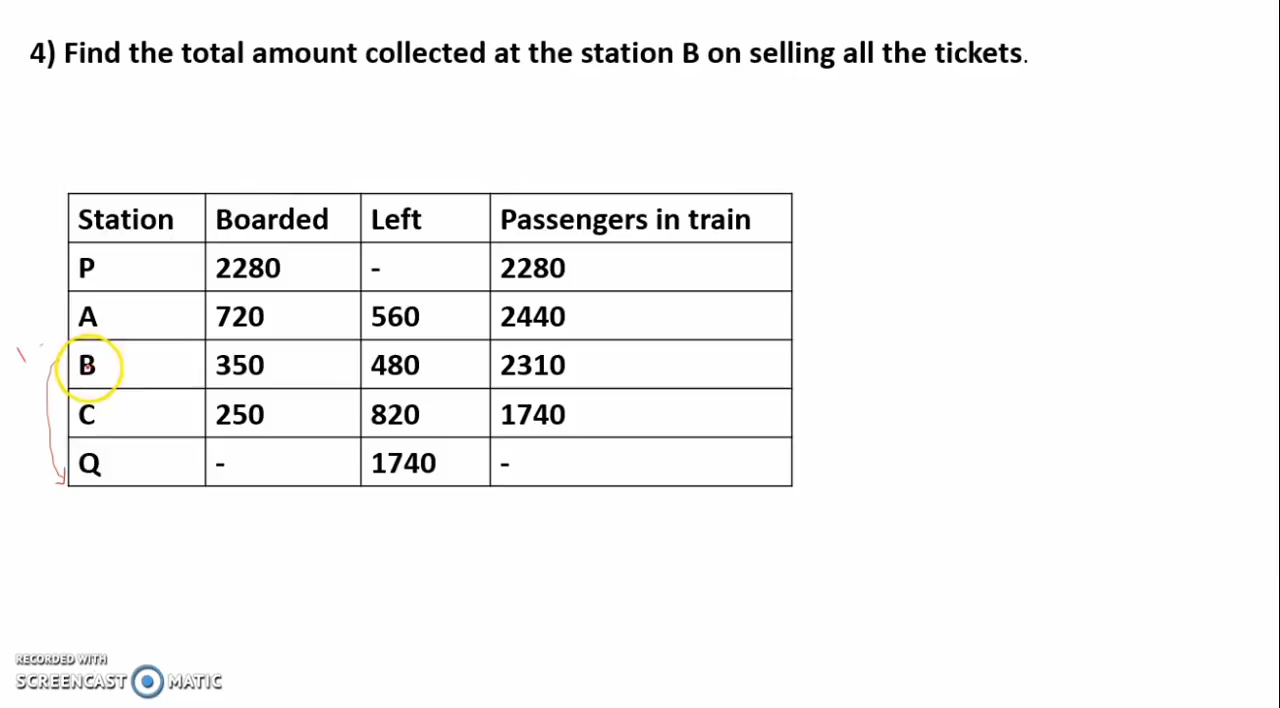 4) Find the total amount collected at the station B on selling all the tickets.
Station Boarded Left Passengers in train
P 2280 - 2280
A 720 560 2440
B 350 480 2310
C 250 820 1740
Q - 1740 -
RECORDED WITH
SCREENCAST MATIC